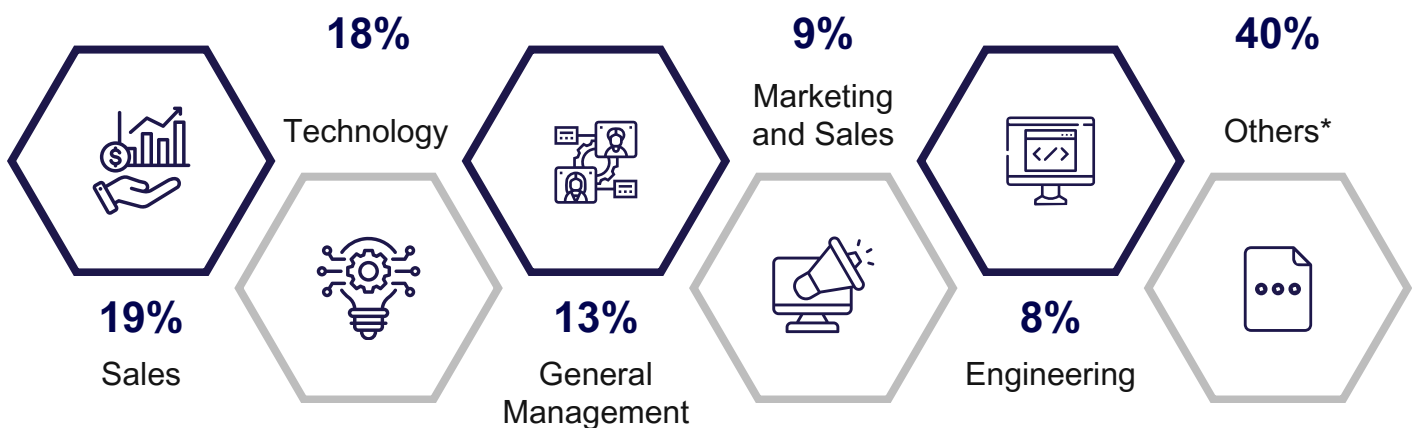 18%
9%
40%
Technology
Marketing
and Sales
Others*
$
</>
19%
Sales
13%
General
Management
8%
Engineering